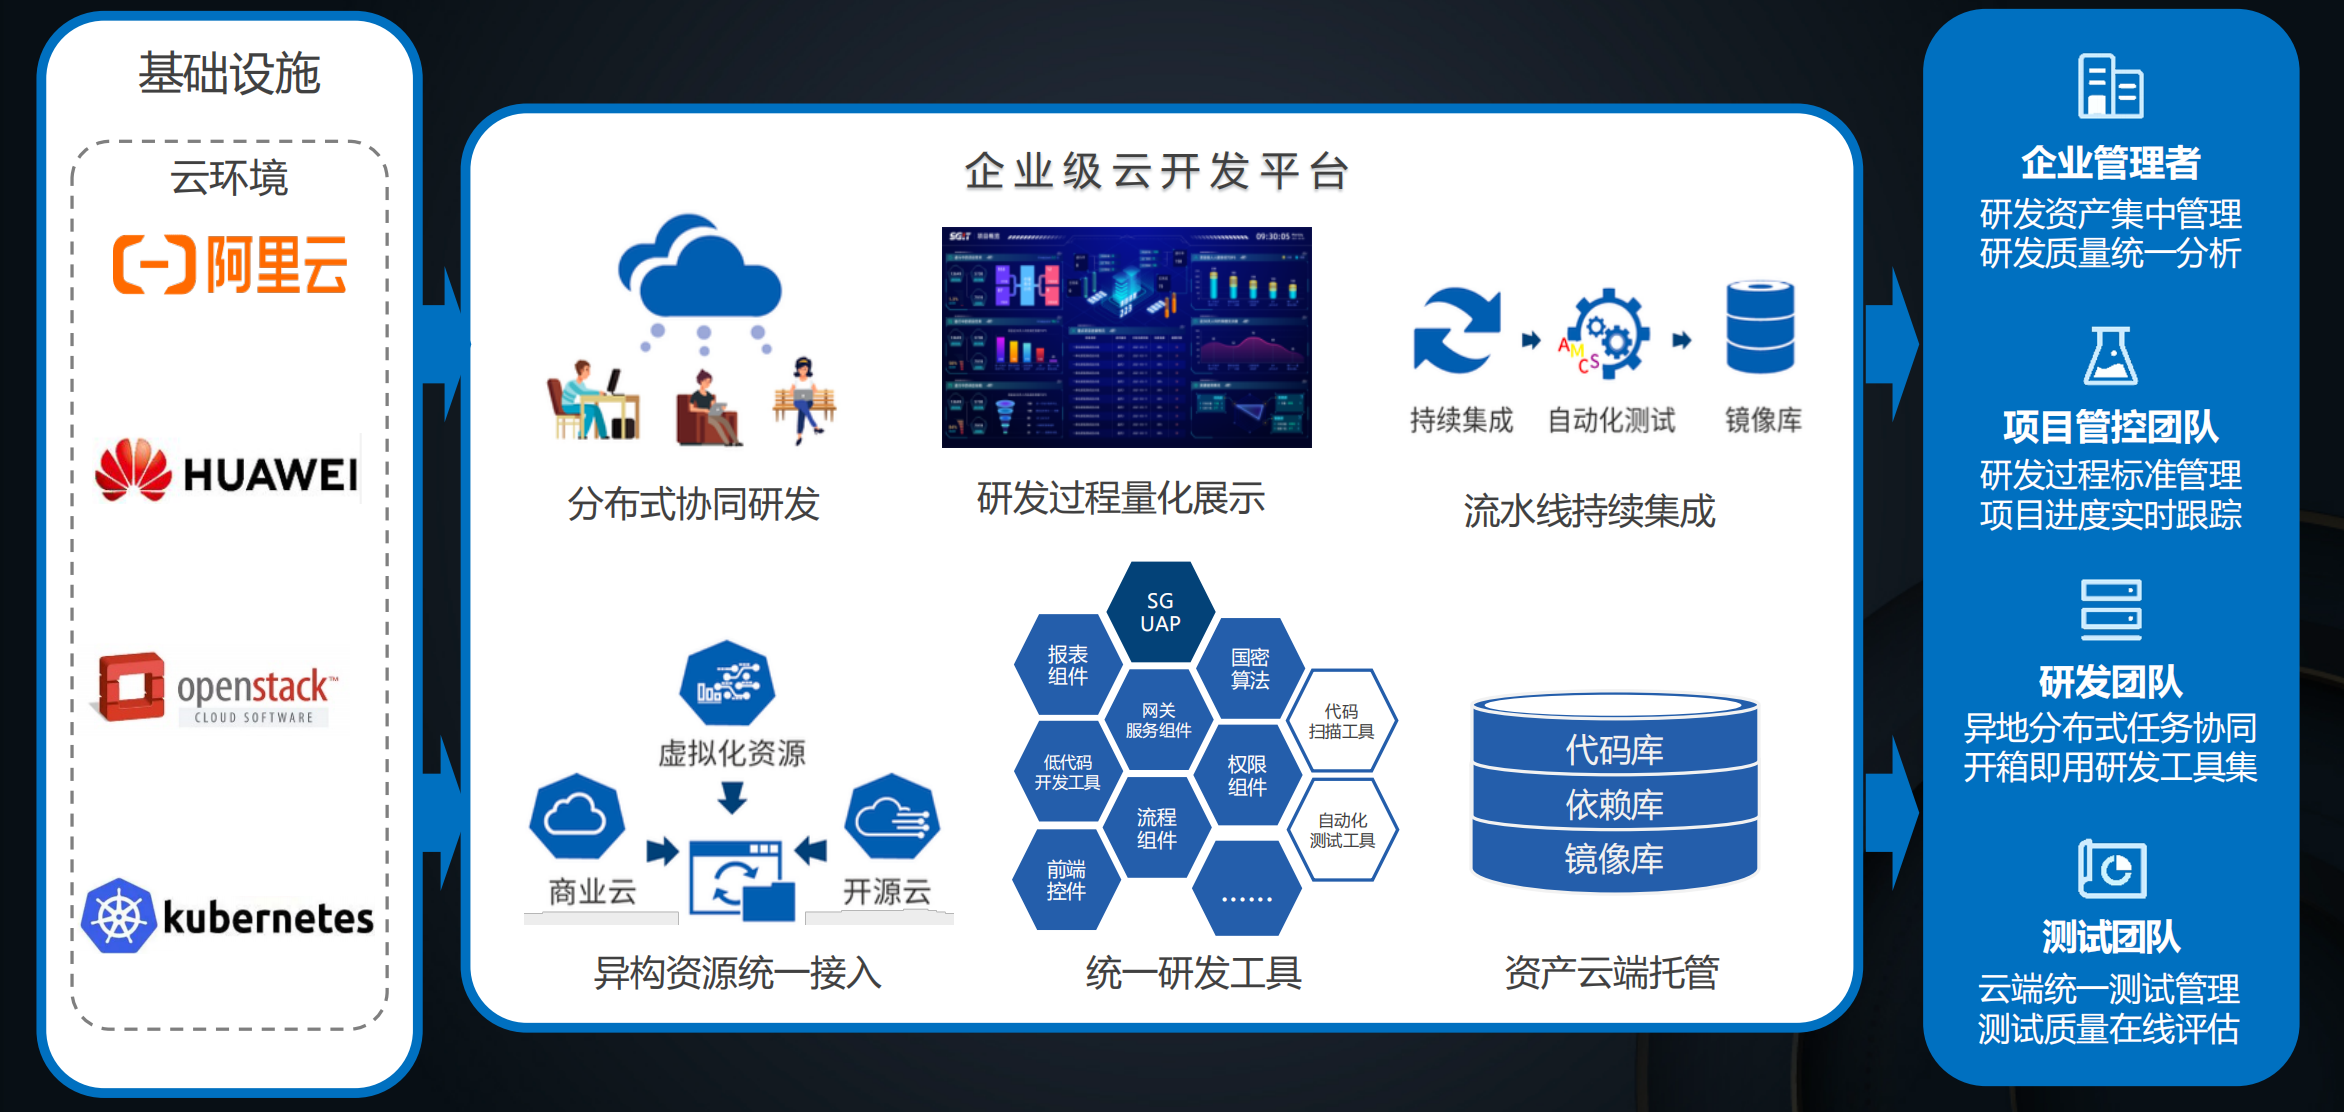 基础设施
云环境
阿里云
HUAWEI
openstack™
CLOUD SOFTWARE
kubernetes
企业级云开发平台
分布式协同研发
09:30:05
研发过程量化展示
A
M
C
S
持续集成
自动化测试
镜像库
流水线持续集成
虚拟化资源
商业云
开源云
异构资源统一接入
SG
UAP
报表
组件
国密
算法
网关
服务组件
代码
扫描工具
低代码
开发工具
权限
组件
流程
组件
自动化
测试工具
前端
控件
……
统一研发工具
代码库
依赖库
镜像库
资产云端托管
企业管理者
研发资产集中管理
研发质量统一分析
项目管控团队
研发过程标准管理
项目进度实时跟踪
研发团队
异地分布式任务协同
开箱即用研发工具集
测试团队
云端统一测试管理
测试质量在线评估